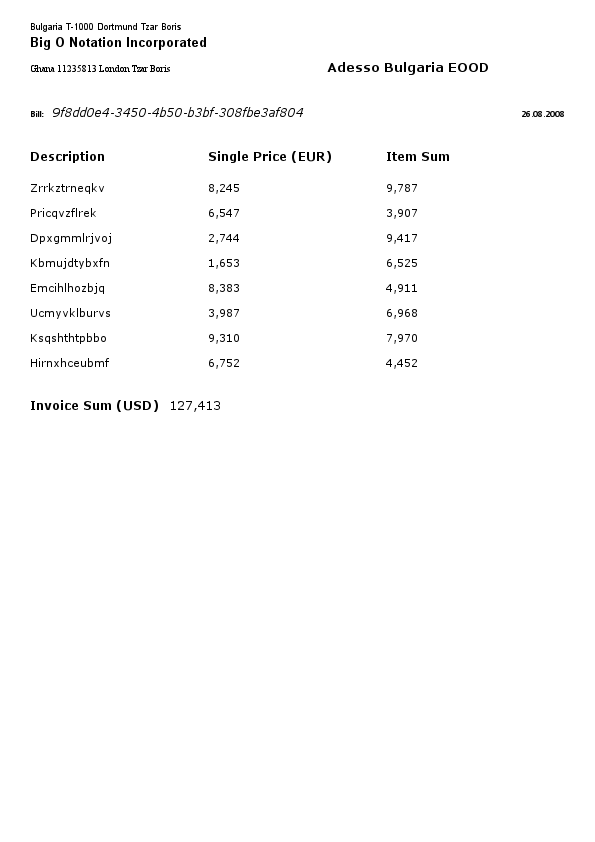 Bulgaria T-1000 Dortmund Tzar Boris
Big O Notation Incorporated
Ghana 11235813 London Tzar Boris Adesso Bulgaria EOOD
Bill: 9f8dd0e4-3450-4b50-b3bf-308fbe3af804 26.08.2008
Description Single Price (EUR) Item Sum
Zrrkztrneqkv 8,245 9,787
Pricqvzflrek 6,547 3,907
Dpxgmmlrjvoj 2,744 9,417
Kbmujdtybxfn 1,653 6,525
Emcihlhozbjq 8,383 4,911
Ucmyvklburvs 3,987 6,968
Ksqshthtpbbo 9,310 7,970
Hirnxhceubmf 6,752 4,452
Invoice Sum (USD) 127,413